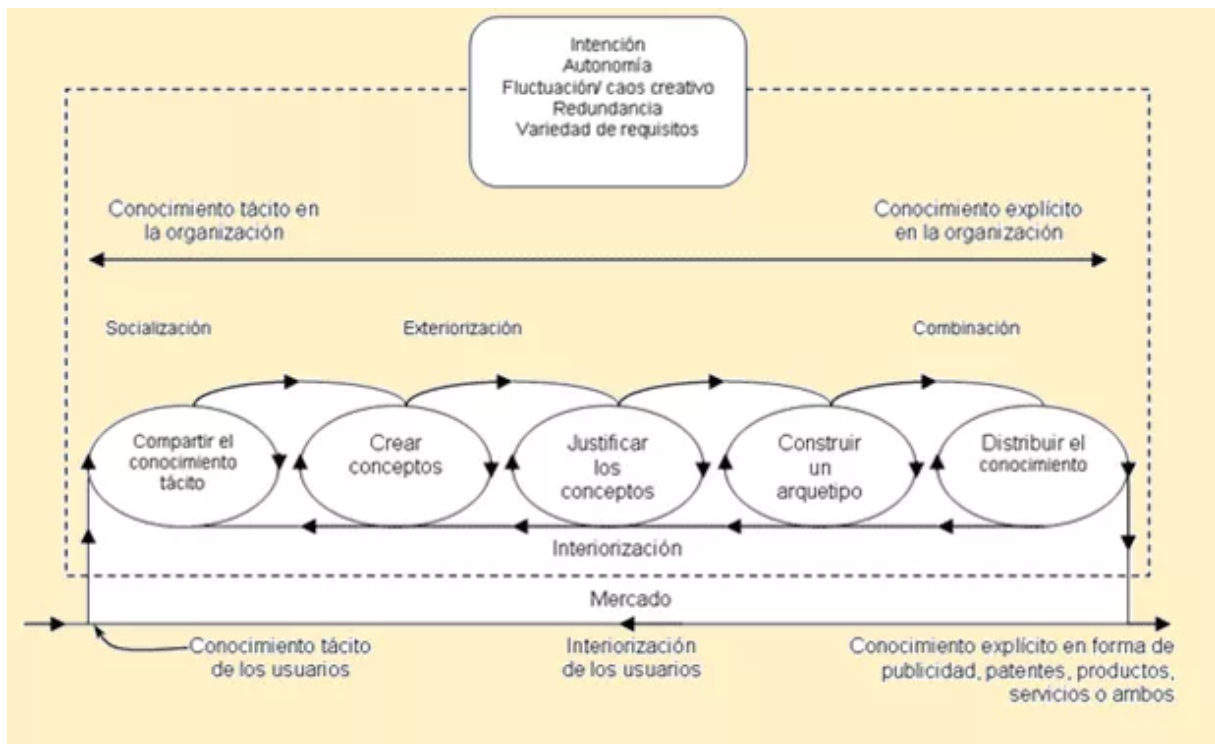 Intención
Autonomía
Fluctuación/ caos creativo
Redundancia
Variedad de requisitos
Conocimiento tácito en
la organización
Conocimiento explícito
en la organización
Socialización
Exteriorización
Combinación
Compartir el
conocimiento
tácito
Crear
conceptos
Justificar
los
conceptos
Construir
un
arquetipo
Distribuir el
conocimiento
Interiorización
Mercado
Conocimiento tácito
de los usuarios
Interiorización
de los usuarios
Conocimiento explícito en forma de
publicidad, patentes, productos,
servicios o ambos